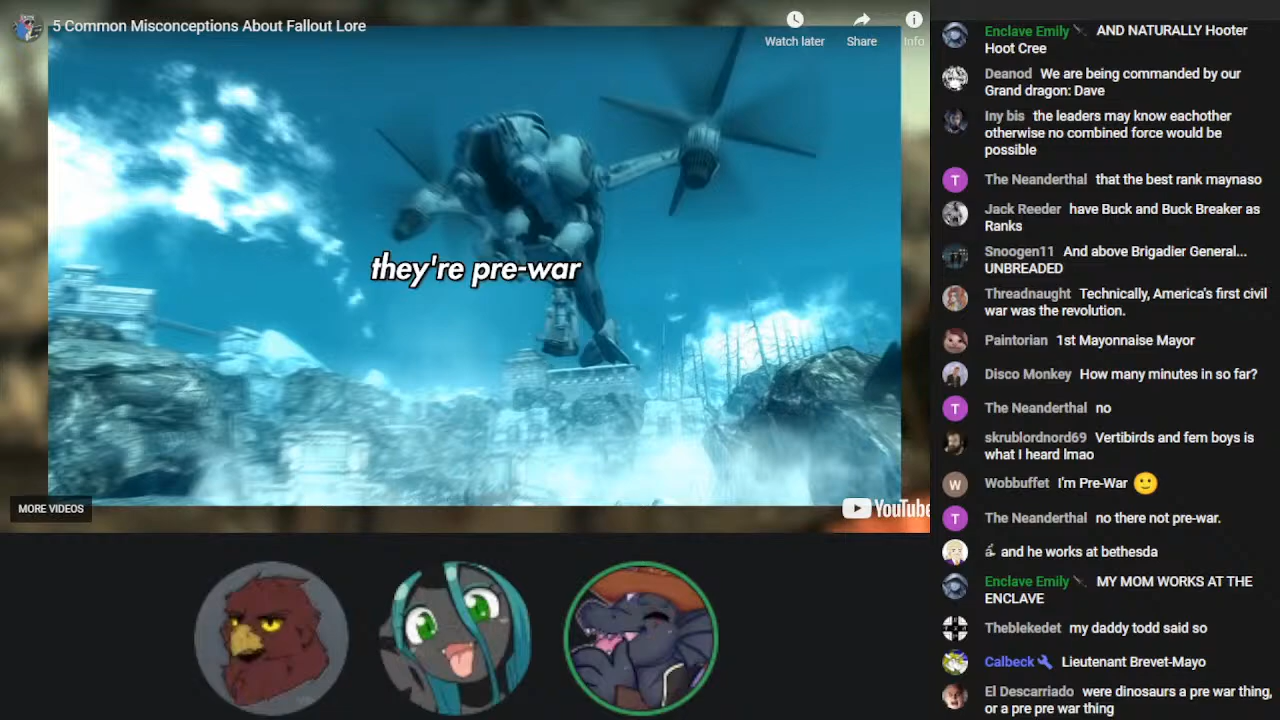 5 Common Misconceptions About Fallout Lore
Watch later
Share
Info
they're pre-war
MORE VIDEOS
YouTube
Enclave Emily AND NATURALLY Hooter
Hoot Cree
Deanod We are being commanded by our
Grand dragon: Dave
Iny bis the leaders may know eachother
otherwise no combined force would be
possible
T
The Neanderthal that the best rank maynaso
Jack Reeder have Buck and Buck Breaker as
Ranks
Snoogen11 And above Brigadier General...
UNBREADED
Threadnaught Technically, America's first civil
war was the revolution.
Paintorian 1st Mayonnaise Mayor
Disco Monkey How many minutes in so far?
T
The Neanderthal no
skrublordnord69 Vertibirds and fem boys is
what I heard lmao
W
Wobbuffet I'm Pre-War 🙂
T
The Neanderthal no there not pre-war.
and he works at bethesda
Enclave Emily MY MOM WORKS AT THE
ENCLAVE
Theblekedet my daddy todd said so
Calbeck Lieutenant Brevet-Mayo
El Descarriado were dinosaurs a pre war thing,
or a pre pre war thing